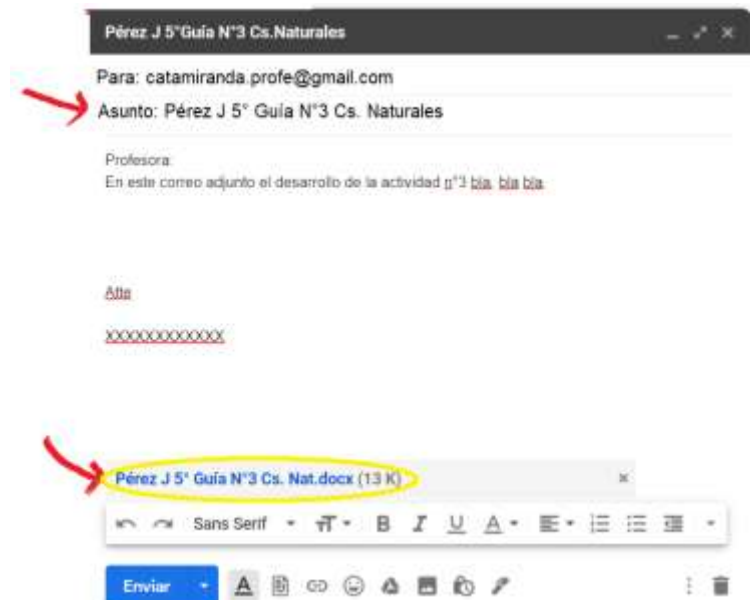 Pérez J 5°Guía N°3 Cs.Naturales
Para: catamiranda.profe@gmail.com
Asunto: Pérez J 5° Guía N°3 Cs. Naturales
Profesora:
En este correo adjunto el desarrollo de la actividad n°3 bla, bla bla
Atte
XXXXXXXXXXXX
Pérez J 5° Guía N°3 Cs. Nat.docx (13 K)
Sans Serif
B I U A
Enviar A